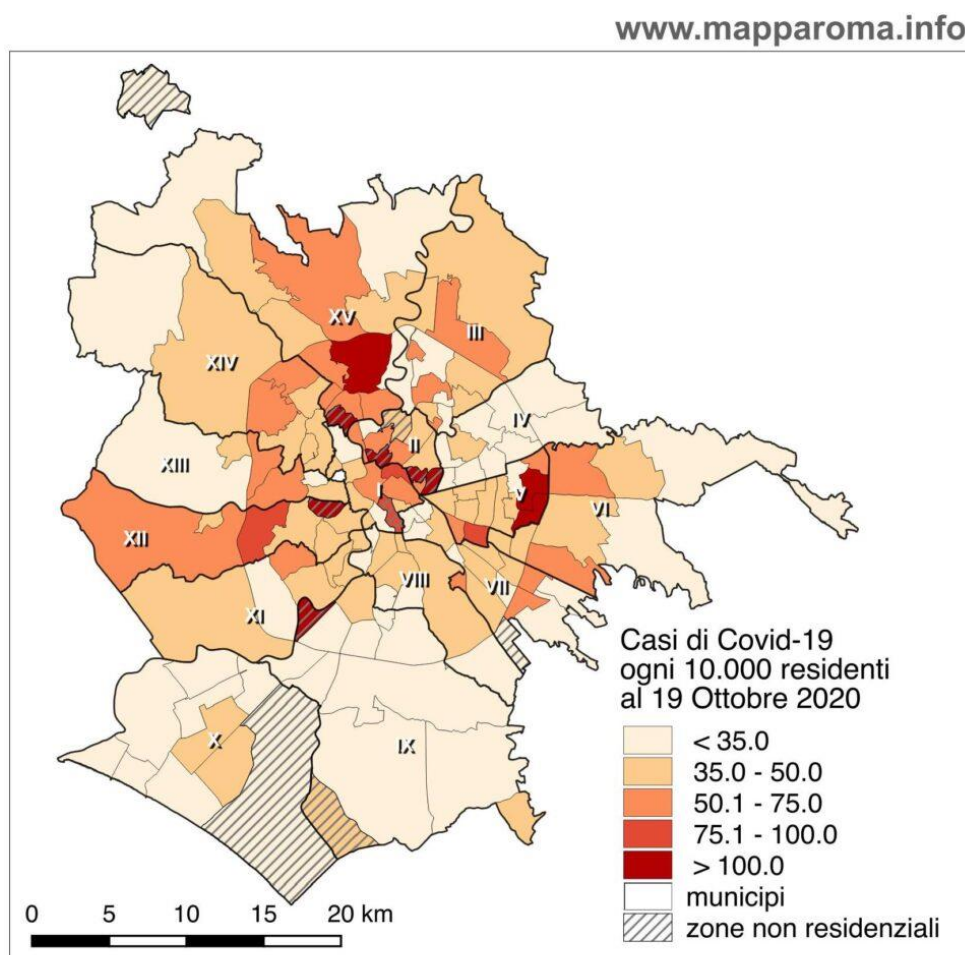 www.mapparoma.info
XV
III
XIV
IV
II
XIII
I
V
VI
XII
VIII
VII
XI
X
IX
Casi di Covid-19
ogni 10.000 residenti
al 19 Ottobre 2020
< 35.0
35.0 - 50.0
50.1 - 75.0
75.1 - 100.0
> 100.0
municipi
zone non residenziali
0 5 10 15 20 km